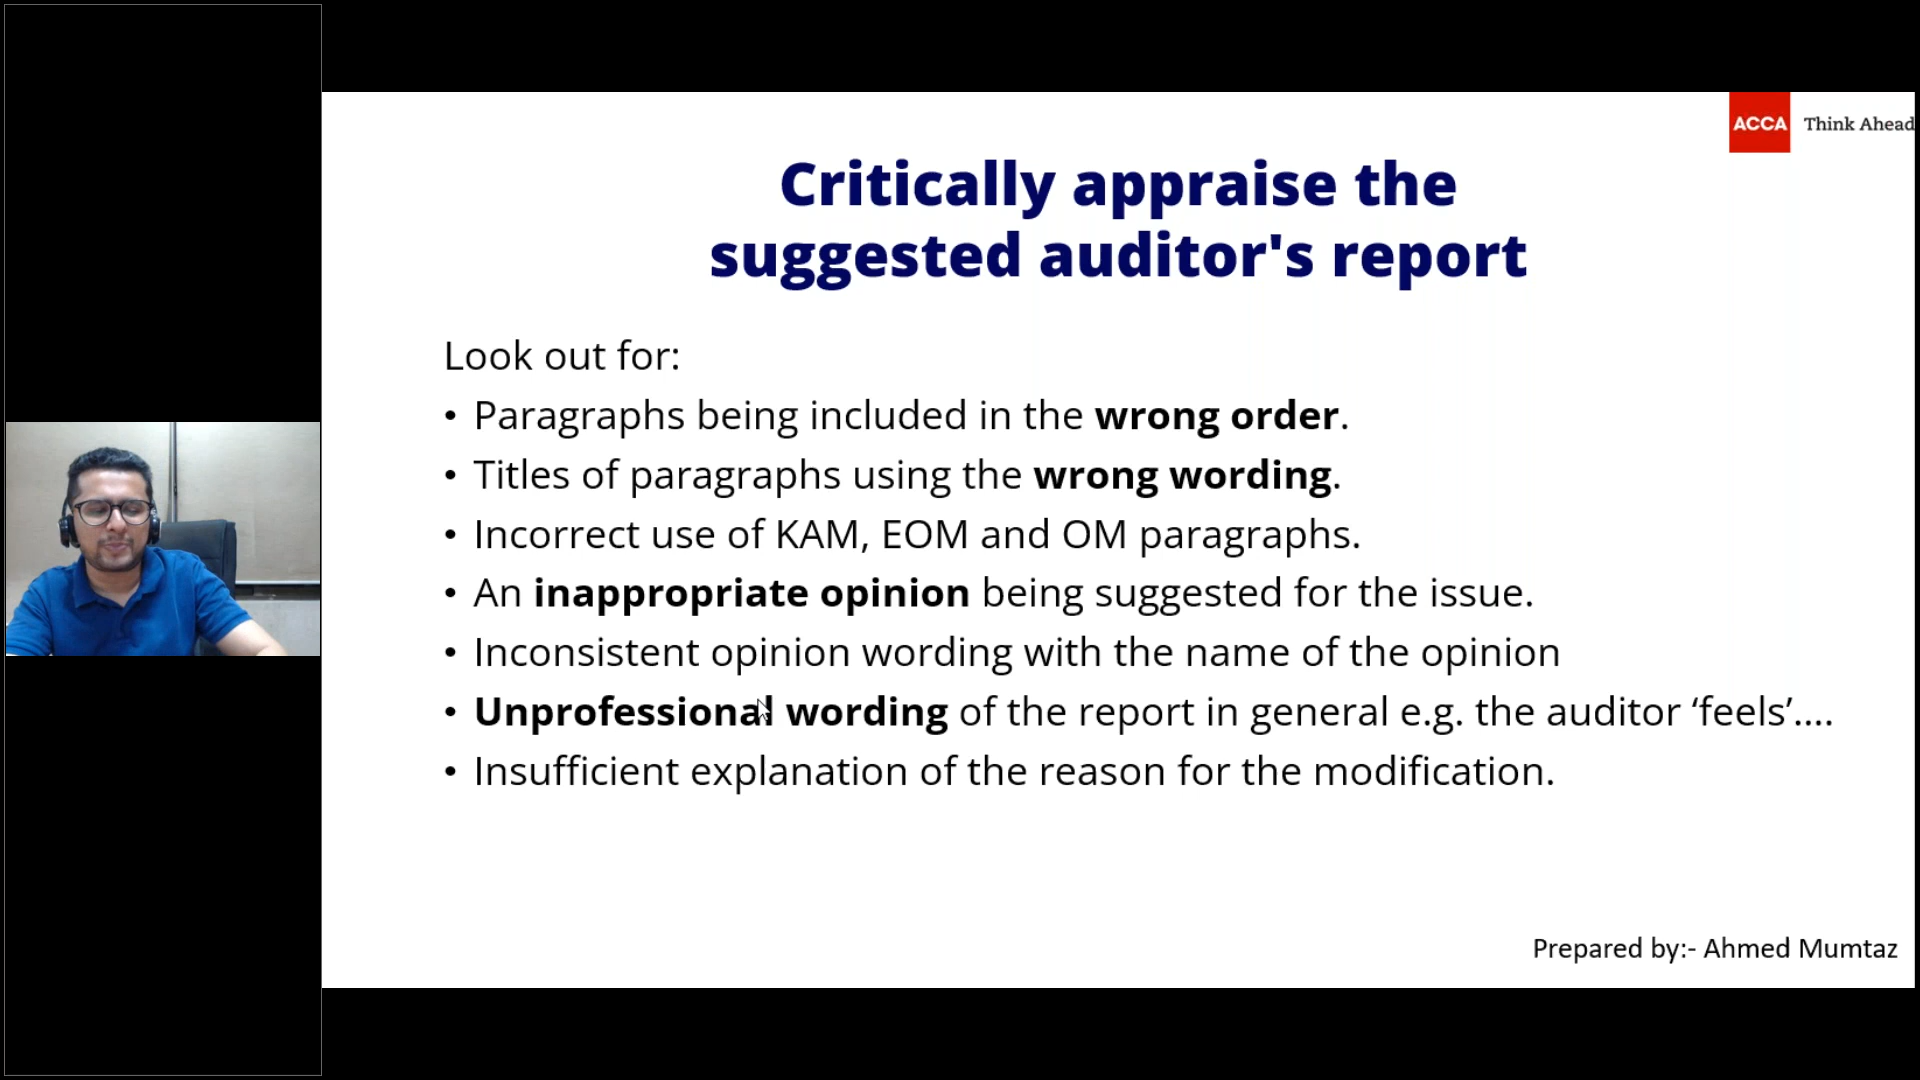 ACCA Think Ahead
Critically appraise the
suggested auditor's report
Look out for:
• Paragraphs being included in the wrong order.
• Titles of paragraphs using the wrong wording.
• Incorrect use of KAM, EOM and OM paragraphs.
• An inappropriate opinion being suggested for the issue.
• Inconsistent opinion wording with the name of the opinion
• Unprofessional wording of the report in general e.g. the auditor ‘feels’....
• Insufficient explanation of the reason for the modification.
Prepared by:- Ahmed Mumtaz